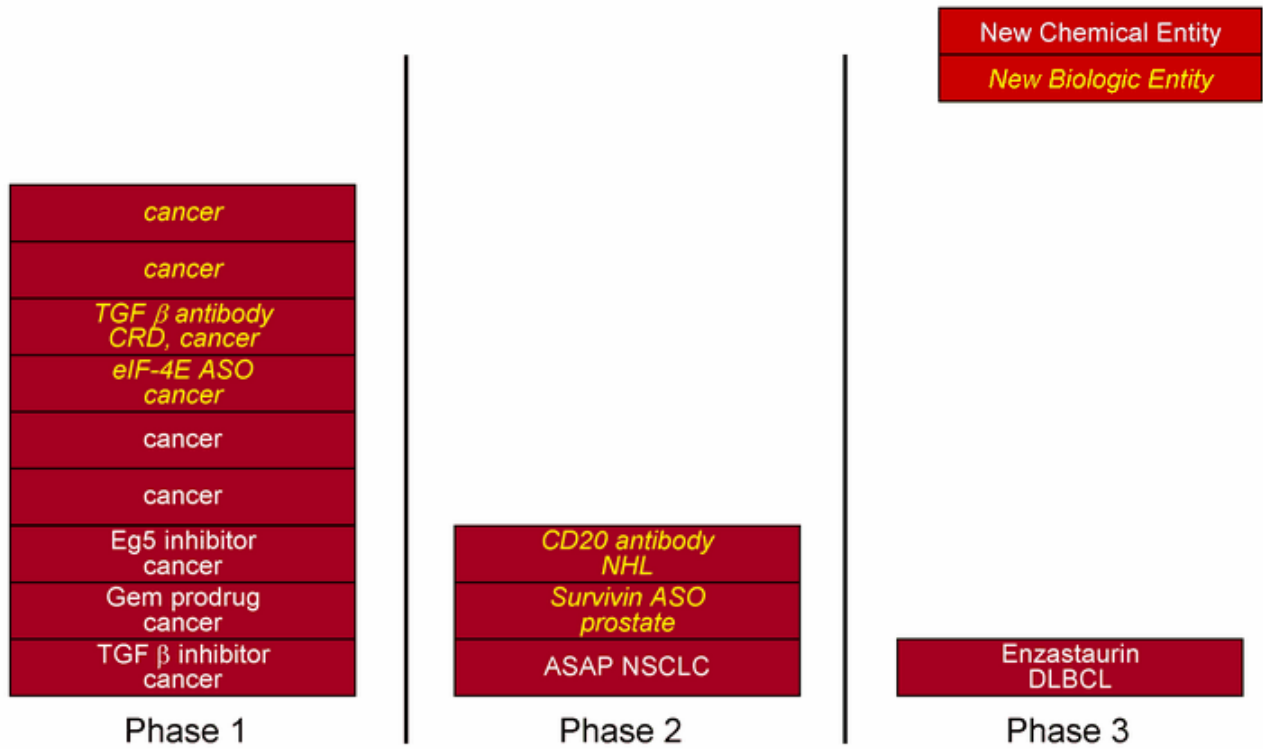 New Chemical Entity
New Biologic Entity
cancer
cancer
TGF β antibody
CRD, cancer
eIF-4E ASO
cancer
cancer
cancer
Eg5 inhibitor
cancer
Gem prodrug
cancer
TGF β inhibitor
cancer
Phase 1
CD20 antibody
NHL
Survivin ASO
prostate
ASAP NSCLC
Phase 2
Enzastaurin
DLBCL
Phase 3